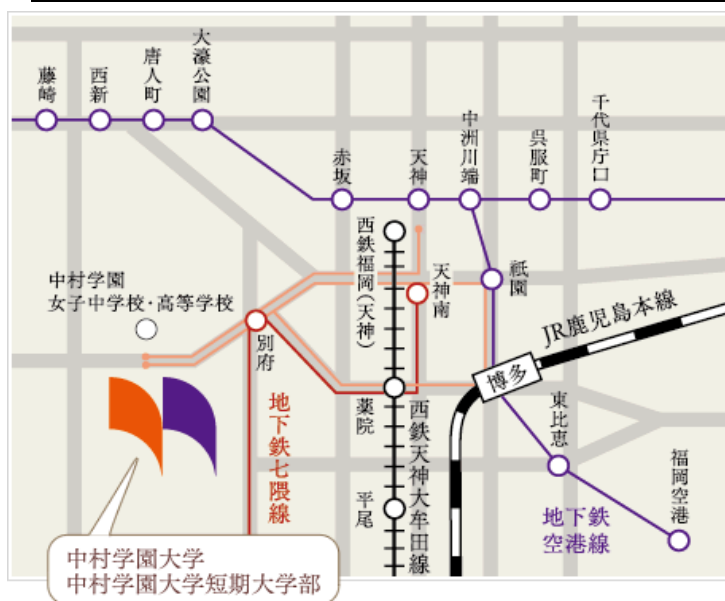 藤崎
西新
唐人町
大濠公園
赤坂
天神
中洲川端
呉服町
千代県庁口
西鉄福岡(天神)
天神南
祇園
中村学園
女子中学校・高等学校
別府
JR鹿児島本線
博多
薬院
東比恵
地下鉄七隈線
西鉄天神大牟田線
平尾
福岡空港
地下鉄
空港線
中村学園大学
中村学園大学短期大学部